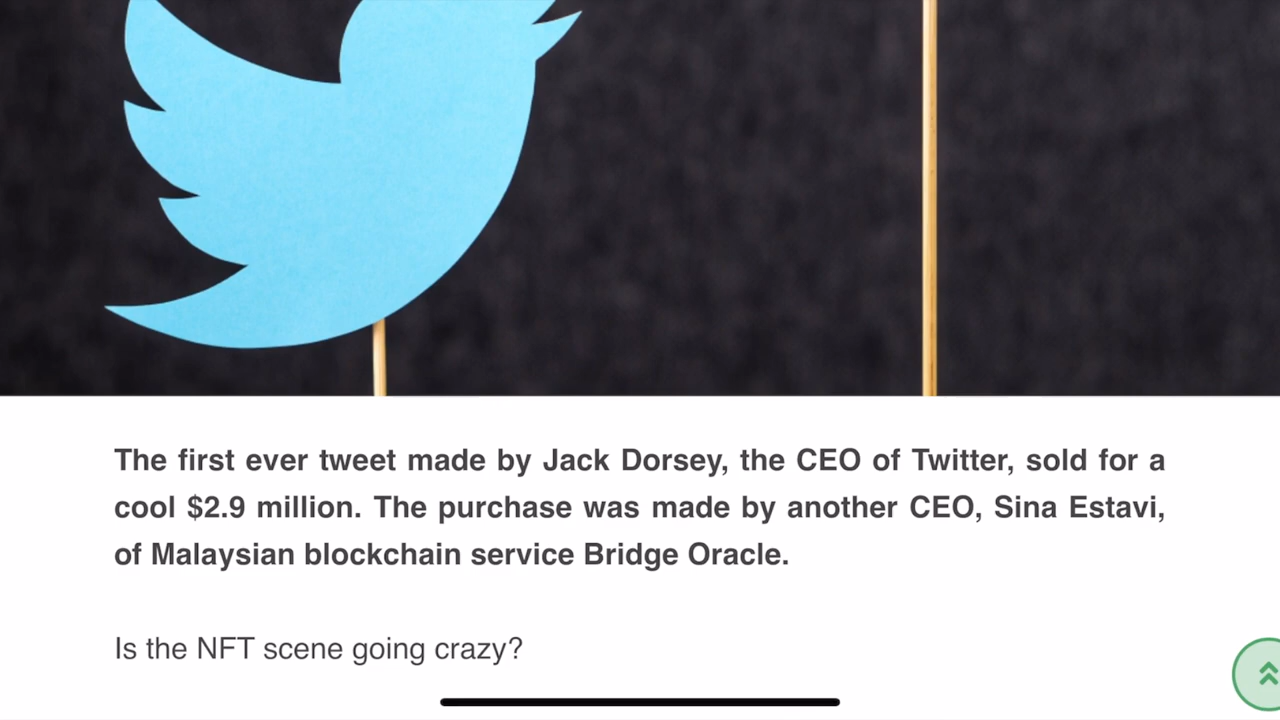 The first ever tweet made by Jack Dorsey, the CEO of Twitter, sold for a
cool $2.9 million. The purchase was made by another CEO, Sina Estavi,
of Malaysian blockchain service Bridge Oracle.
Is the NFT scene going crazy?